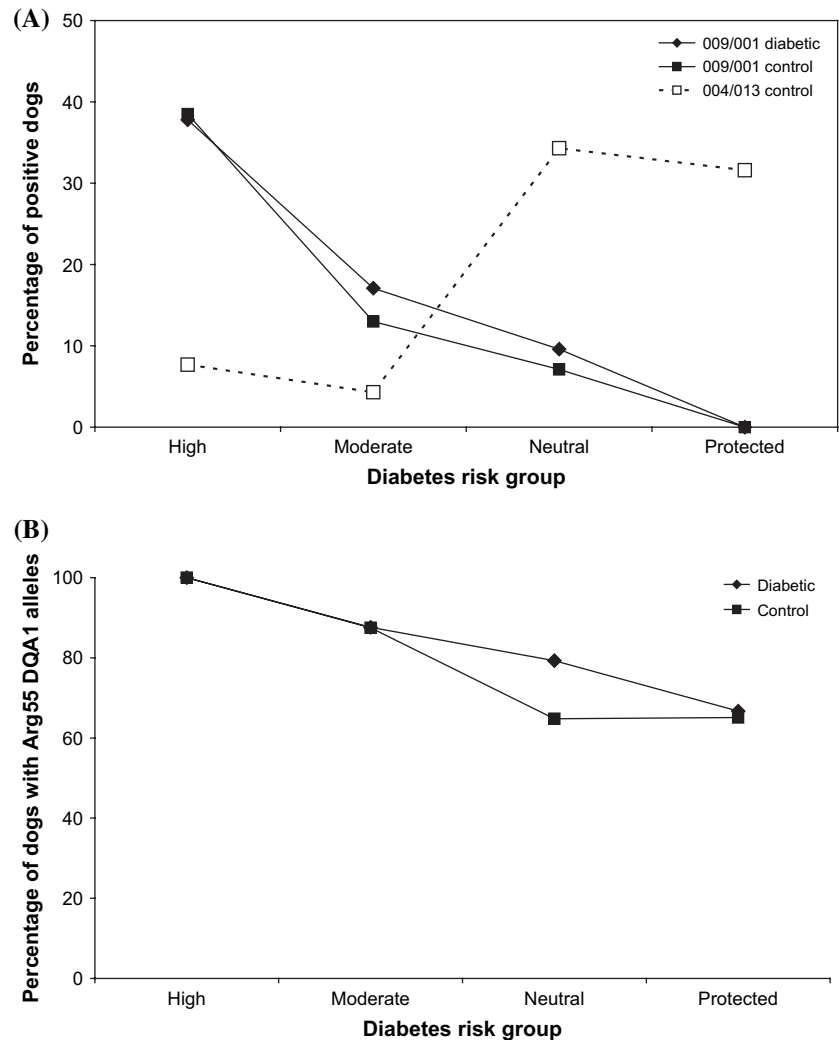 (A)
50
40
30
20
10
0
Percentage of positive dogs
009/001 diabetic
009/001 control
004/013 control
High Moderate Neutral Protected
Diabetes risk group
(B)
100
80
60
40
20
0
Percentage of dogs with Arg55 DQA1 alleles
Diabetic
Control
High Moderate Neutral Protected
Diabetes risk group